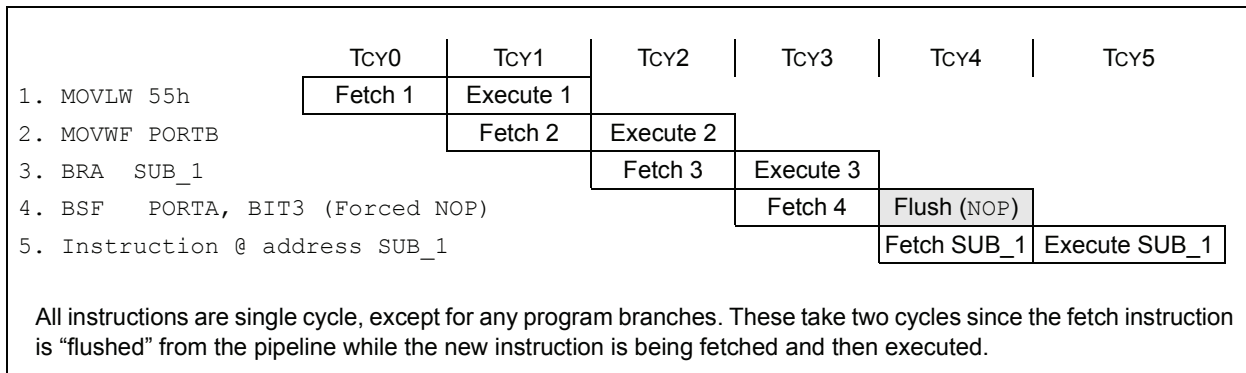 TCY0 TCY1 TCY2 TCY3 TCY4 TCY5
1. MOVLW 55h Fetch 1 Execute 1
2. MOVWF PORTB Fetch 2 Execute 2
3. BRA SUB_1 Fetch 3 Execute 3
4. BSF PORTA, BIT3 (Forced NOP) Fetch 4 Flush (NOP)
5. Instruction @ address SUB_1 Fetch SUB_1 Execute SUB_1
All instructions are single cycle, except for any program branches. These take two cycles since the fetch instruction
is “flushed” from the pipeline while the new instruction is being fetched and then executed.